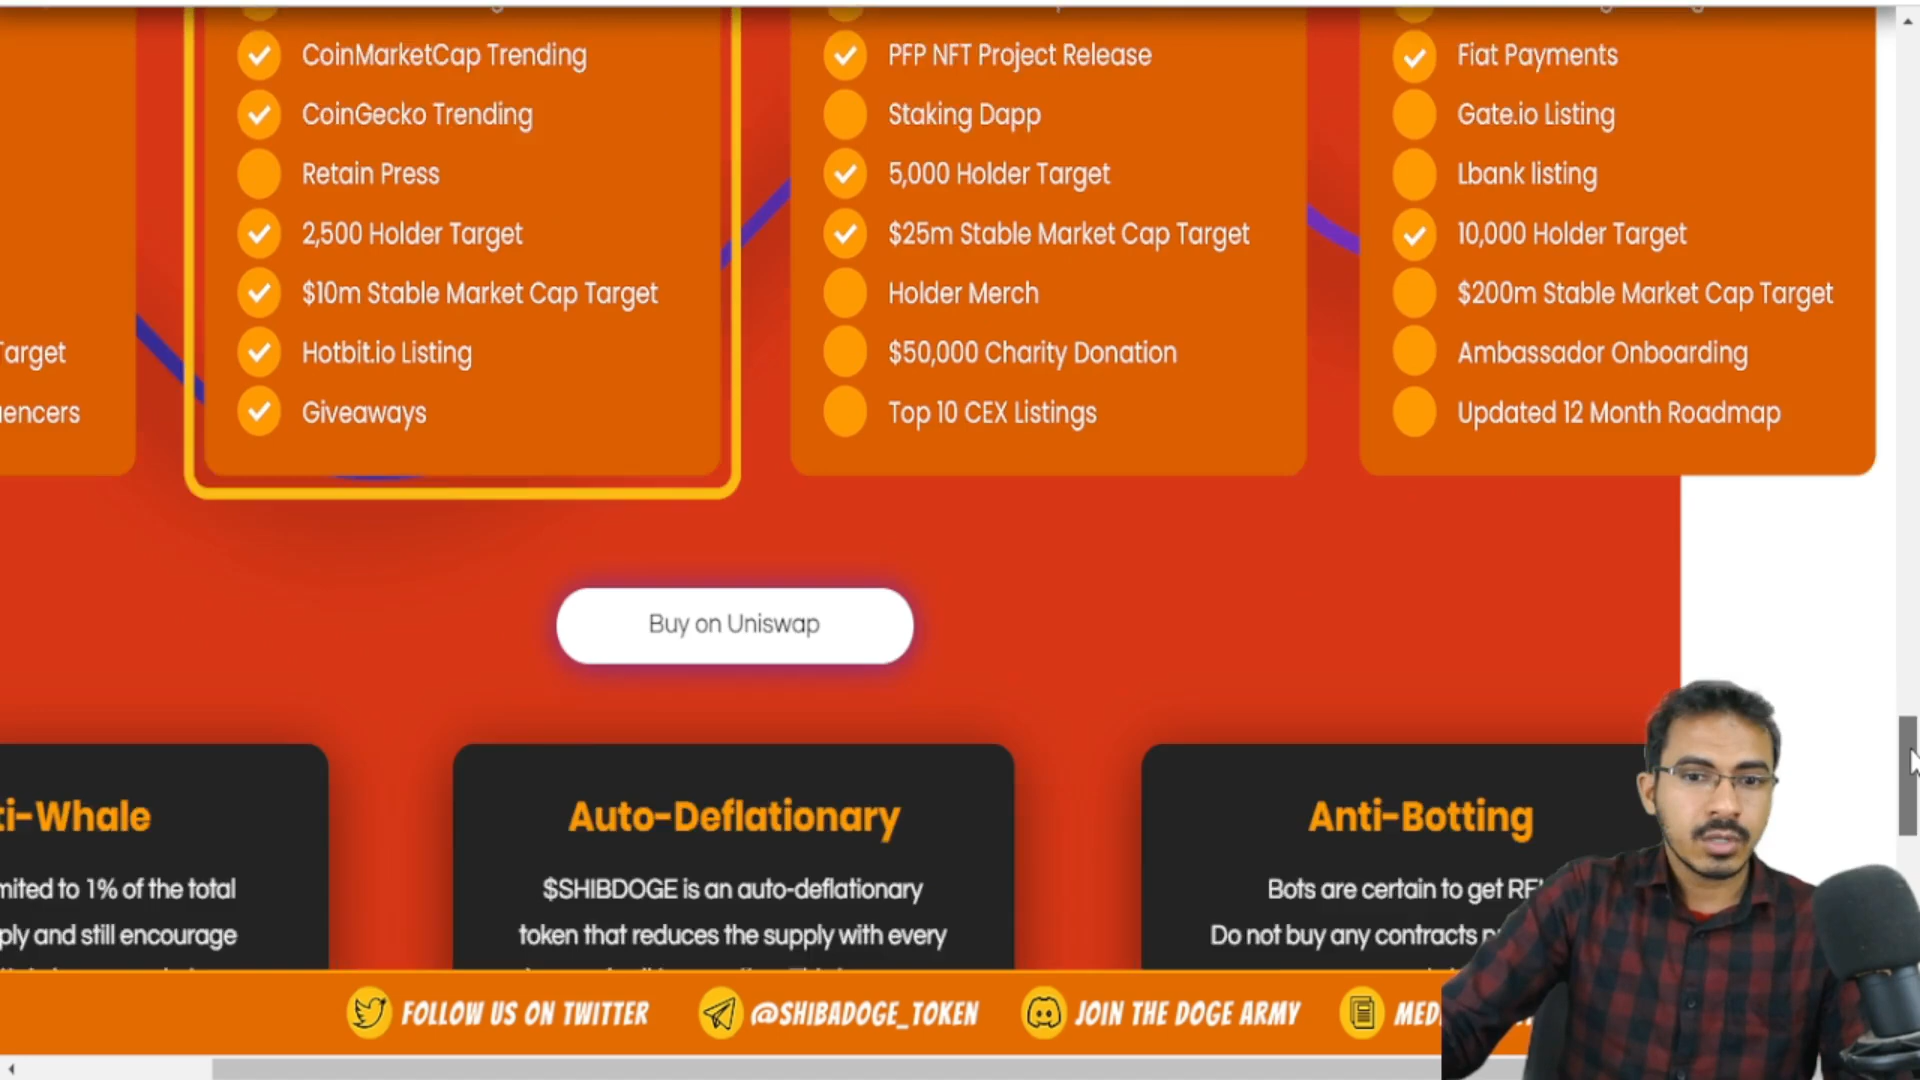 CoinMarketCap Trending
CoinGecko Trending
Retain Press
2,500 Holder Target
$10m Stable Market Cap Target
Hotbit.io Listing
Giveaways
PFP NFT Project Release
Staking Dapp
5,000 Holder Target
$25m Stable Market Cap Target
Holder Merch
$50,000 Charity Donation
Top 10 CEX Listings
Fiat Payments
Gate.io Listing
Lbank listing
10,000 Holder Target
$200m Stable Market Cap Target
Ambassador Onboarding
Updated 12 Month Roadmap
Target
Buy on Uniswap
ti-Whale
mited to 1% of the total
ply and still encourage
Auto-Deflationary
$SHIBDOGE is an auto-deflationary
token that reduces the supply with every
Anti-Botting
Bots are certain to get
Do not buy any contracts
FOLLOW US ON TWITTER
@SHIBADOGE_TOKEN
JOIN THE DOGE ARMY